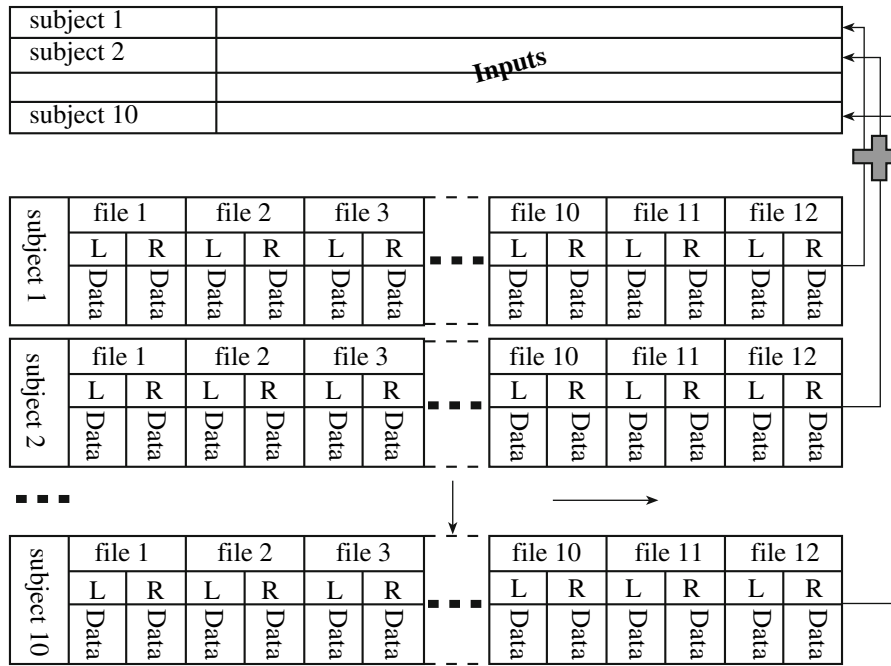 subject 1
subject 2
Inputs
subject 10
subject 1
file 1 file 2 file 3 file 10 file 11 file 12
L R L R L R L R L R L R
Data Data Data Data Data Data Data Data Data Data Data Data
subject 2
file 1 file 2 file 3 file 10 file 11 file 12
L R L R L R L R L R L R
Data Data Data Data Data Data Data Data Data Data Data Data
subject 10
file 1 file 2 file 3 file 10 file 11 file 12
L R L R L R L R L R L R
Data Data Data Data Data Data Data Data Data Data Data Data